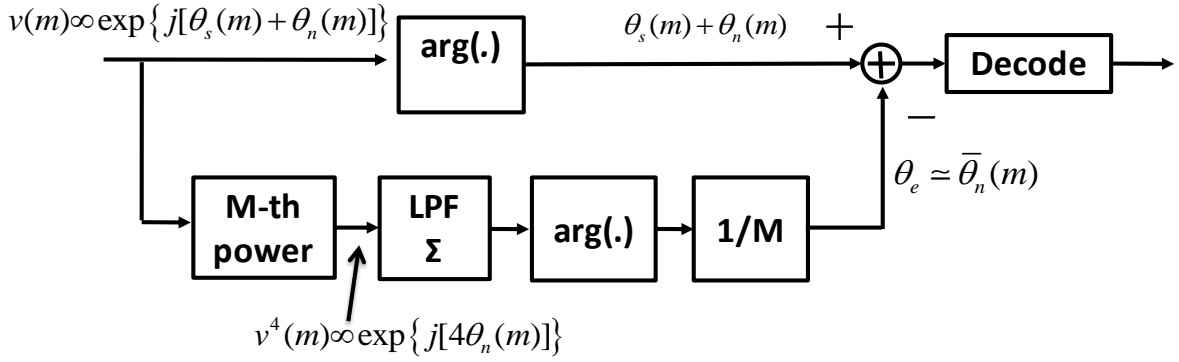 v(m)∞exp{j[θₛ(m)+θₙ(m)]}
arg(.)
θₛ(m)+θₙ(m)
+
Decode
−
θₑ ≃ θ̅ₙ(m)
M-th
power
LPF
Σ
arg(.)
1/M
v⁴(m)∞exp{j[4θₙ(m)]}